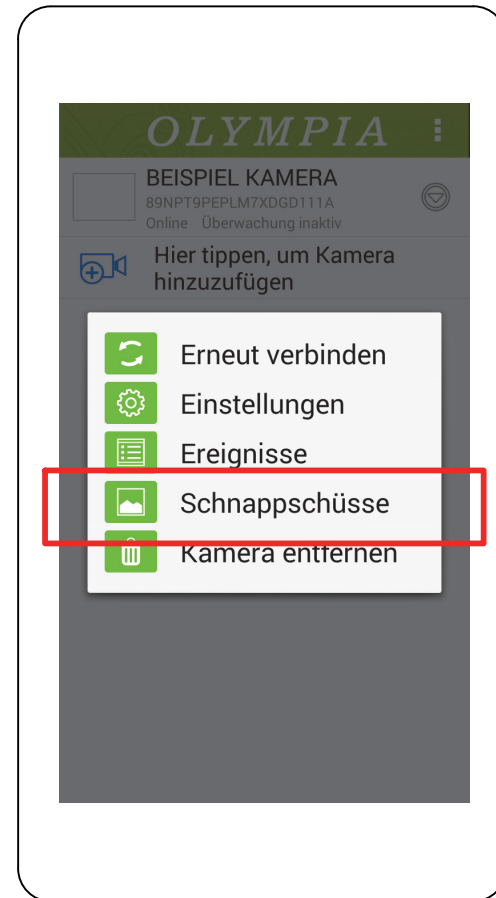 OLYMPIA
BEISPIEL KAMERA
89NPT9PEPLM7XDGD111A
Online Überwachung inaktiv
Hier tippen, um Kamera
hinzuzufügen
Erneut verbinden
Einstellungen
Ereignisse
Schnappschüsse
Kamera entfernen